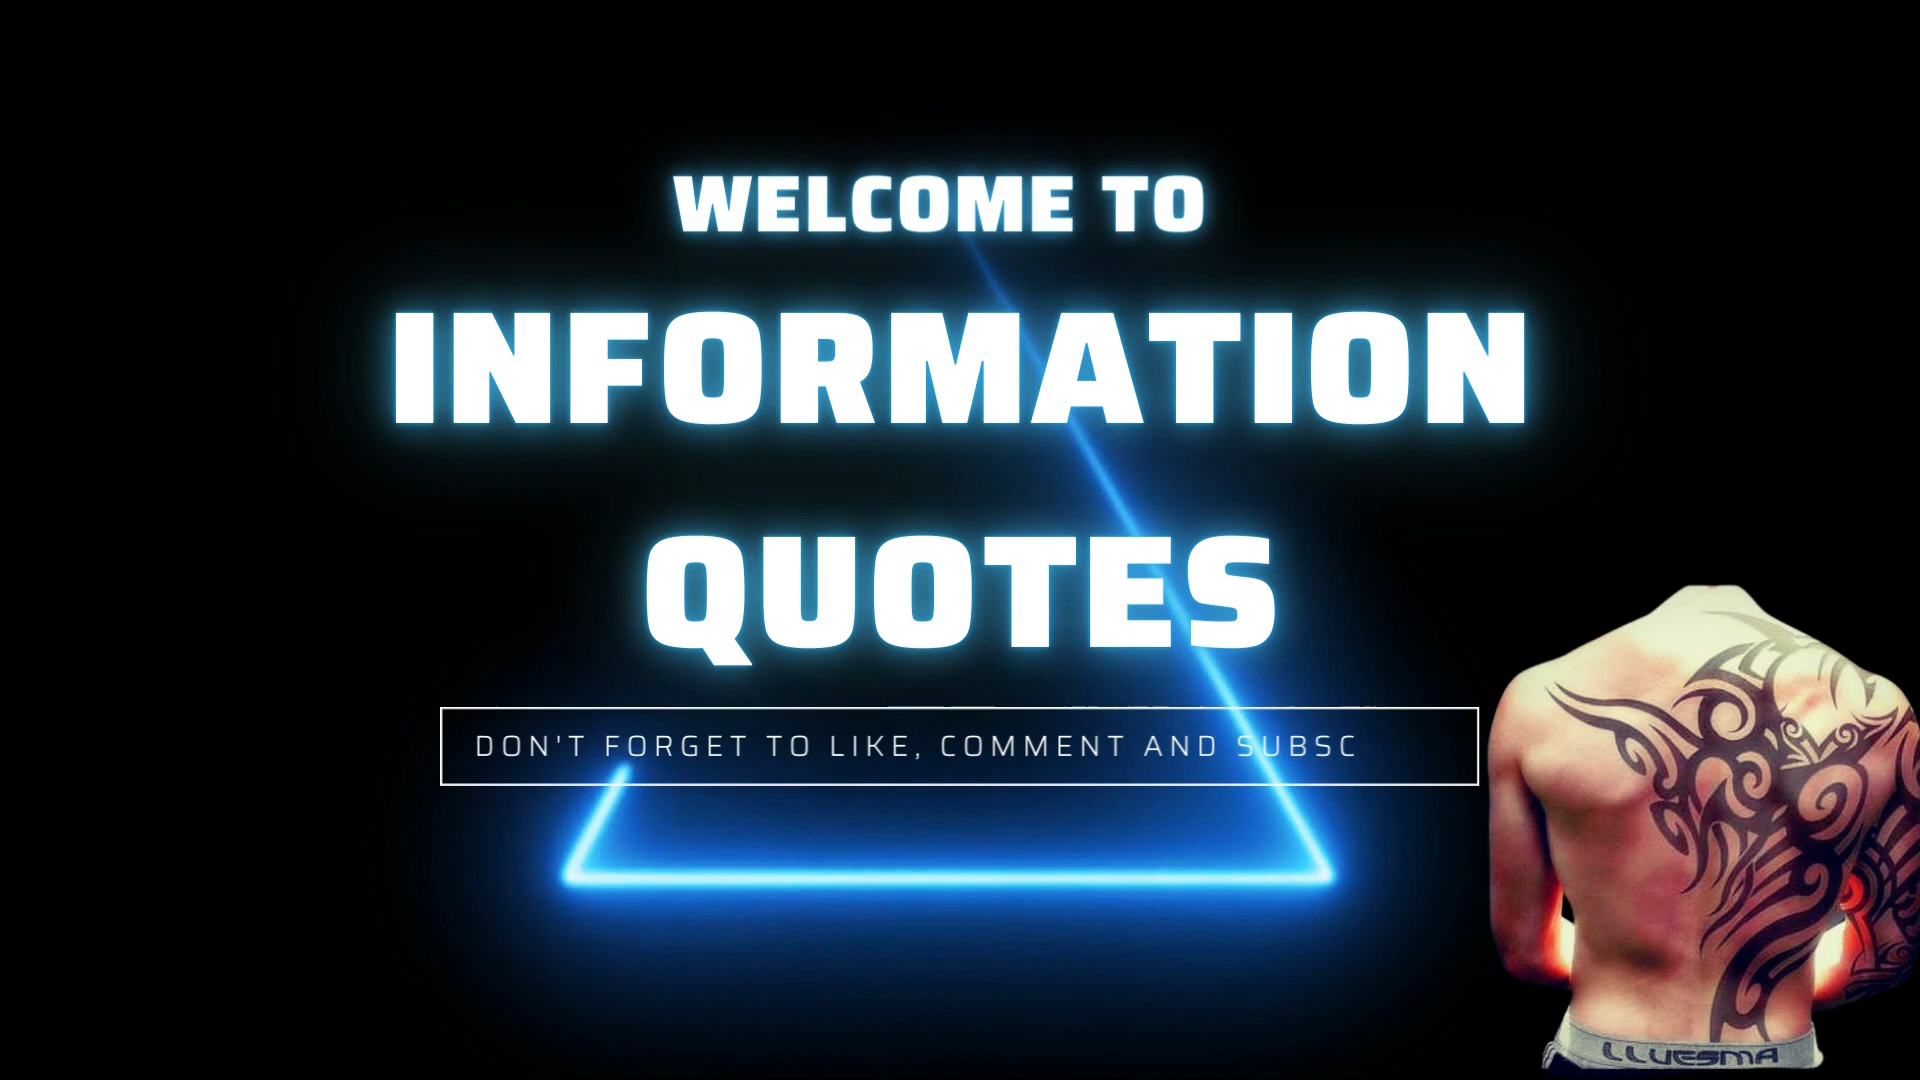 WELCOME TO
INFORMATION
QUOTES
DON'T FORGET TO LIKE, COMMENT AND SUBSC
LLUESMA